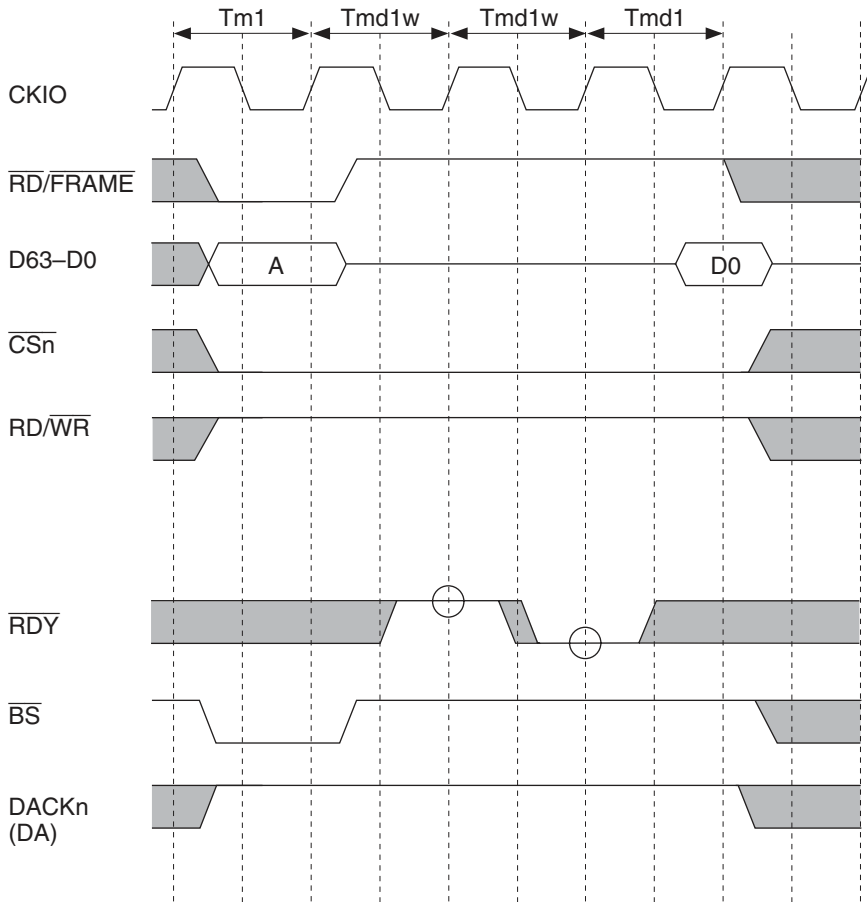 Tm1 Tmd1w Tmd1w Tmd1
CKIO
RD/FRAME
D63–D0 A D0
CSn
RD/WR
RDY
BS
DACKn
(DA)